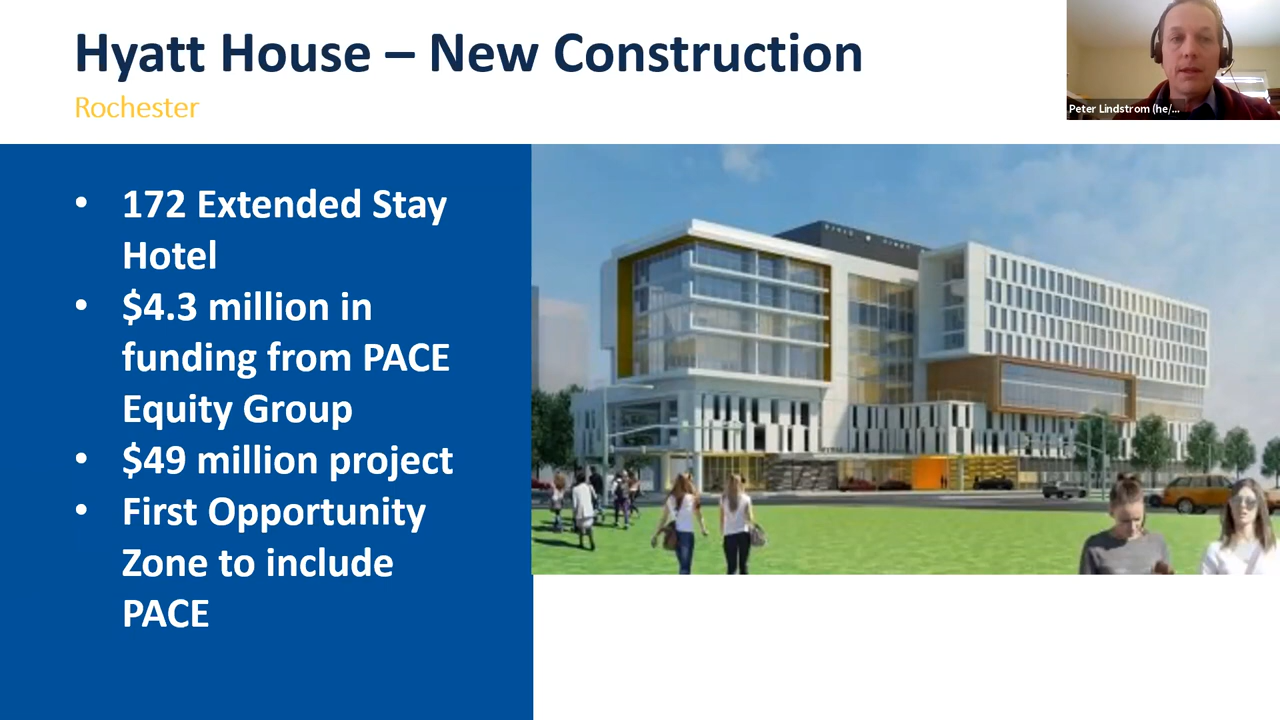 Hyatt House – New Construction
Rochester
Peter Lindstrom (he/...
• 172 Extended Stay
Hotel
• $4.3 million in
funding from PACE
Equity Group
• $49 million project
• First Opportunity
Zone to include
PACE